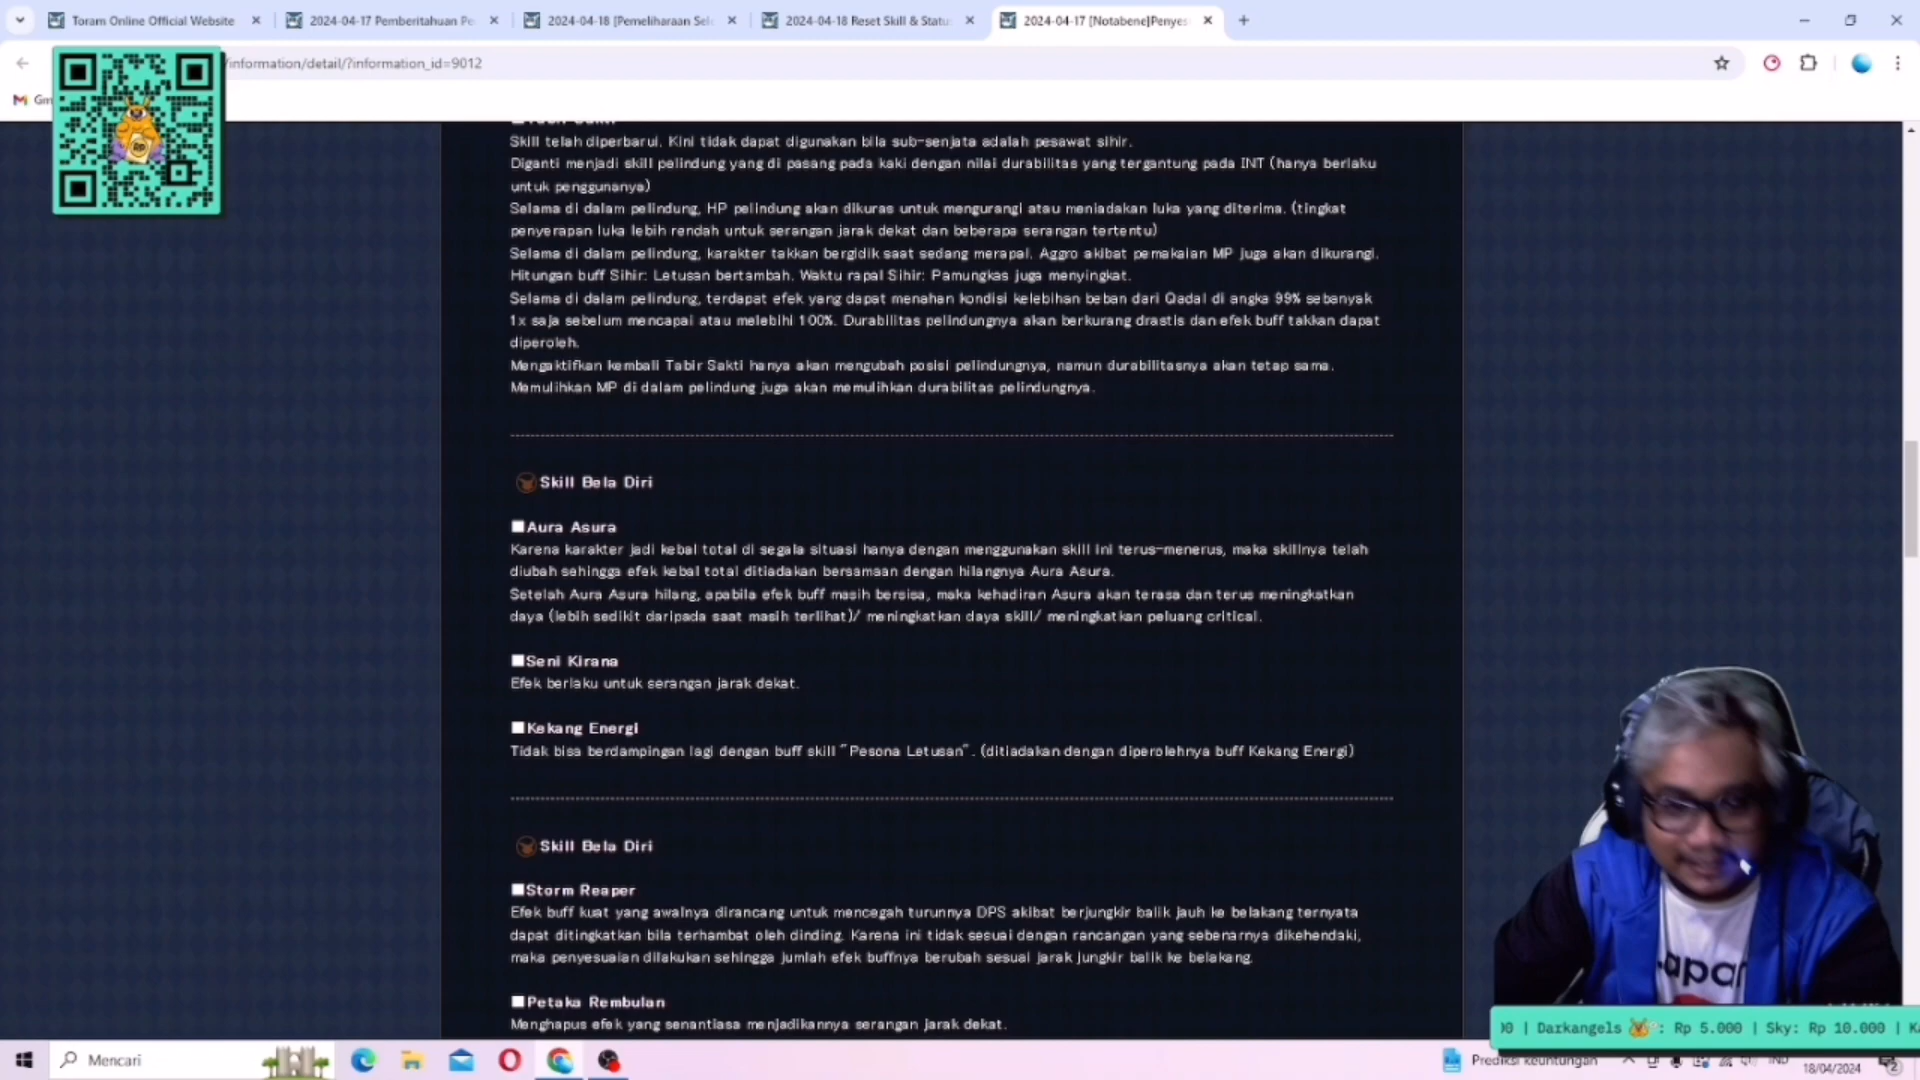 Toram Online Official Website
2024-04-17 Pemberitahuan Pe
2024-04-18 [Pemeliharaan Sel
2024-04-18 Reset Skill & Statu
2024-04-17 [Notabene|Penyes
/information/detail/?information_id=9012
Gm
Skill telah diperbarui. Kini tidak dapat digunakan bila sub-senjata adalah pesawat sihir.
Diganti menjadi skill pelindung yang di pasang pada kaki dengan nilai durabilitas yang tergantung pada INT (hanya berlaku
untuk penggunanya)
Selama di dalam pelindung, HP pelindung akan dikuras untuk mengurangi atau meniadakan luka yang diterima. (tingkat
penyerapan luka lebih rendah untuk serangan jarak dekat dan beberapa serangan tertentu)
Selama di dalam pelindung, karakter takkan bergidik saat sedang merapal. Aggro akibat pemakaian MP juga akan dikurangi.
Hitungan buff Sihir: Letusan bertambah. Waktu rapal Sihir: Pamungkas juga menyingkat.
Selama di dalam pelindung, terdapat efek yang dapat menahan kondisi kelebihan beban dari Qadal di angka 99% sebanyak
1x saja sebelum mencapai atau melebihi 100%. Durabilitas pelindungnya akan berkurang drastis dan efek buff takkan dapat
diperoleh.
Mengaktifkan kembali Tabir Sakti hanya akan mengubah posisi pelindungnya, namun durabilitasnya akan tetap sama.
Memulihkan MP di dalam pelindung juga akan memulihkan durabilitas pelindungnya.
Skill Bela Diri
■Aura Asura
Karena karakter jadi kebal total di segala situasi hanya dengan menggunakan skill ini terus-menerus, maka skillnya telah
diubah sehingga efek kebal total ditiadakan bersamaan dengan hilangnya Aura Asura.
Setelah Aura Asura hilang, apabila efek buff masih bersisa, maka kehadiran Asura akan terasa dan terus meningkatkan
daya (lebih sedikit daripada saat masih terlihat)/ meningkatkan daya skill/ meningkatkan peluang critical.
■Seni Kirana
Efek berlaku untuk serangan jarak dekat.
■Kekang Energi
Tidak bisa berdampingan lagi dengan buff skill "Pesona Letusan". (ditiadakan dengan diperolehnya buff Kekang Energi)
Skill Bela Diri
■Storm Reaper
Efek buff kuat yang awalnya dirancang untuk mencegah turunnya DPS akibat berjungkir balik jauh ke belakang ternyata
dapat ditingkatkan bila terhambat oleh dinding. Karena ini tidak sesuai dengan rancangan yang sebenarnya dikehendaki,
maka penyesuaian dilakukan sehingga jumlah efek buffnya berubah sesuai jarak jungkir balik ke belakang.
■Petaka Rembulan
Menghapus efek yang senantiasa menjadikannya serangan jarak dekat.
apan
00 | Darkangels : Rp 5.000 | Sky: Rp 10.000 | K
Mencari
Prediksi keuntungan
IND
18/04/2024
2